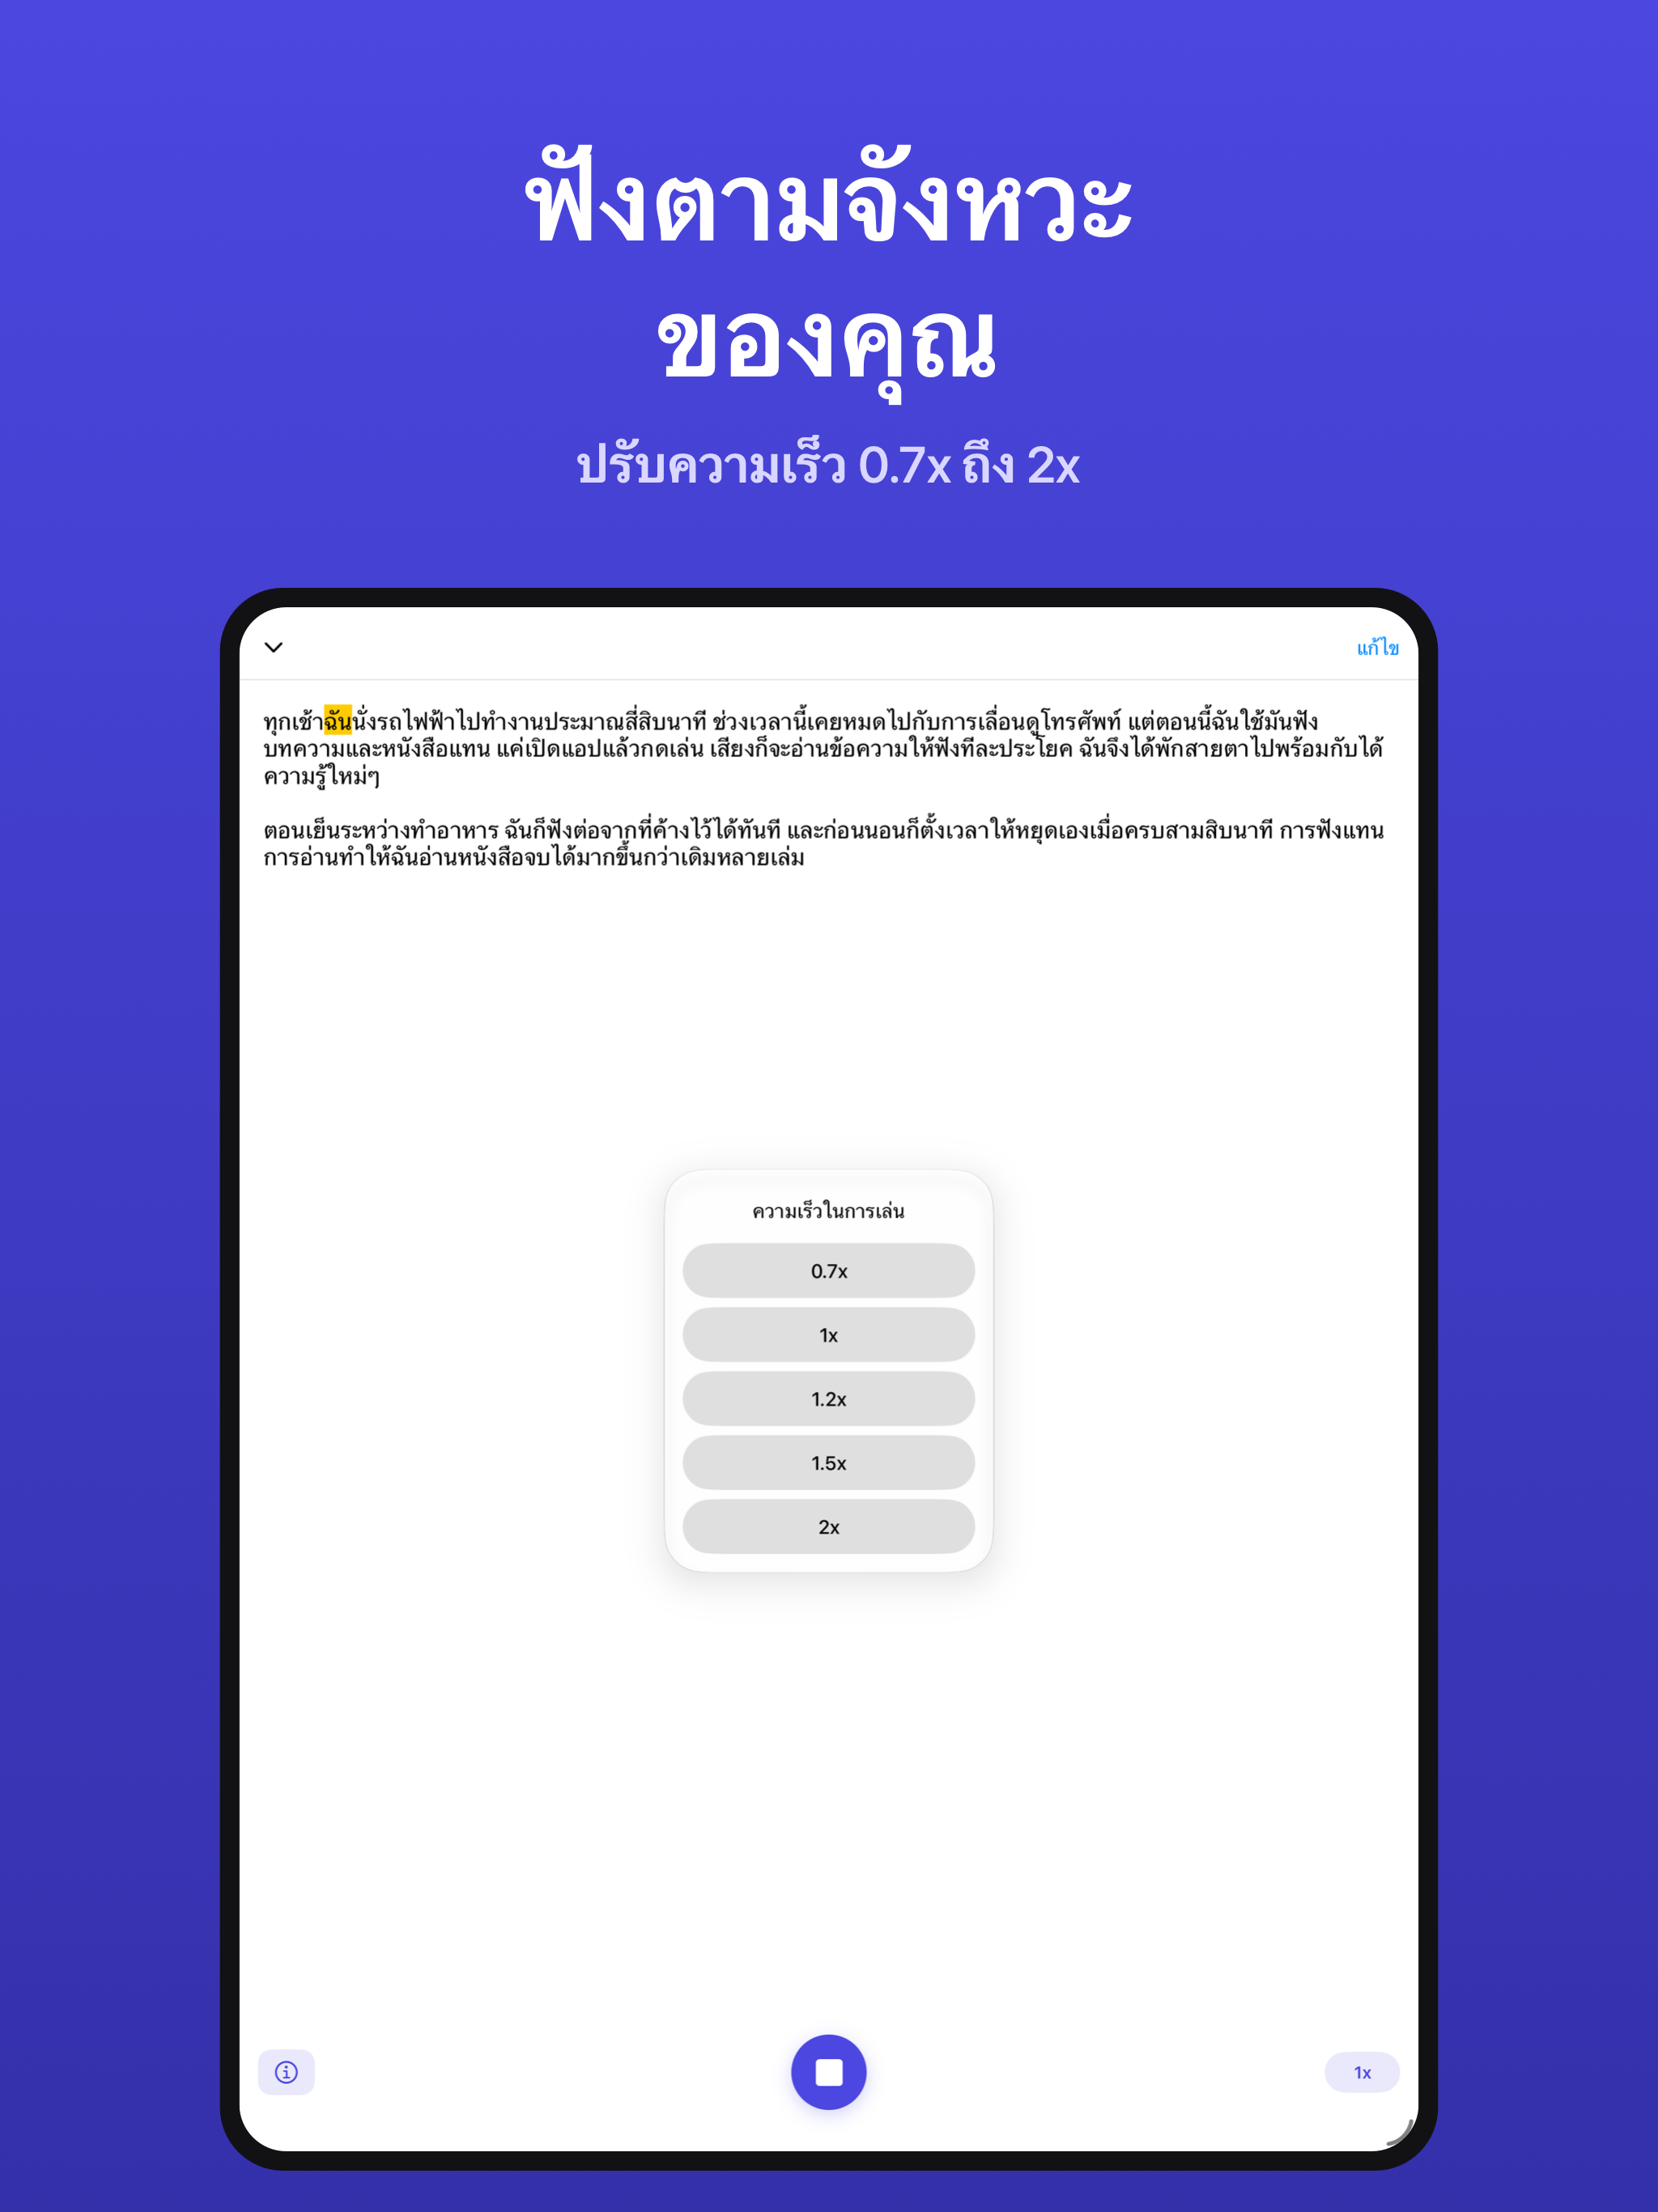 ฟังตามจังหวะ
ของคุณ
ปรับความเร็ว 0.7x ถึง 2x
แก้ไข
ทุกเช้าฉันนั่งรถไฟฟ้าไปทำงานประมาณสี่สิบนาที ช่วงเวลานี้เคยหมดไปกับการเลื่อนดูโทรศัพท์ แต่ตอนนี้ฉันใช้มันฟัง
บทความและหนังสือแทน แค่เปิดแอปแล้วกดเล่น เสียงก็จะอ่านข้อความให้ฟังทีละประโยค ฉันจึงได้พักสายตาไปพร้อมกับได้
ความรู้ใหม่ๆ
ตอนเย็นระหว่างทำอาหาร ฉันก็ฟังต่อจากที่ค้างไว้ได้ทันที และก่อนนอนก็ตั้งเวลาให้หยุดเองเมื่อครบสามสิบนาที การฟังแทน
การอ่านทำให้ฉันอ่านหนังสือจบได้มากขึ้นกว่าเดิมหลายเล่ม
ความเร็วในการเล่น
0.7x
1x
1.2x
1.5x
2x
1x